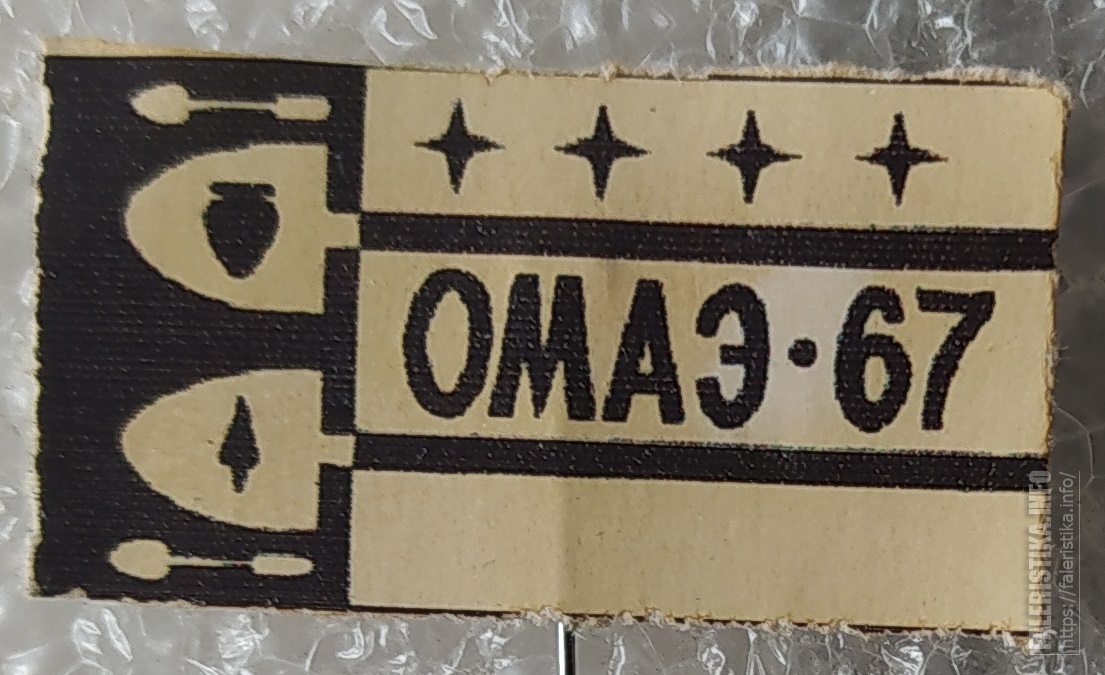 ОМАЭ·67
FALERISTIKA.INFO
https://faleristika.info/